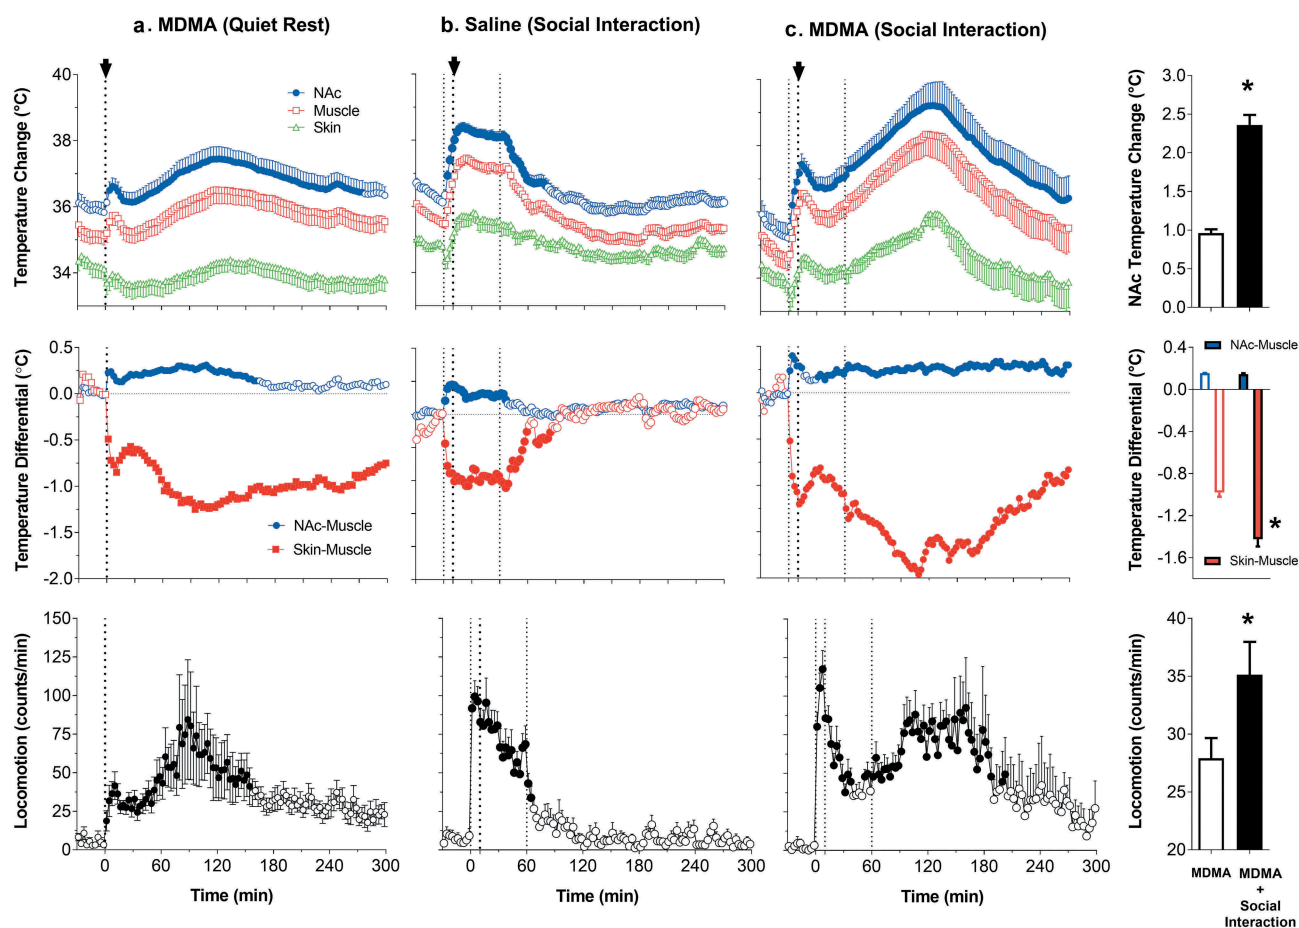 a. MDMA (Quiet Rest)
b. Saline (Social Interaction)
c. MDMA (Social Interaction)
Temperature Change (°C)
40
38
36
34
NAc
Muscle
Skin
NAc Temperature Change (°C)
3.0
2.5
2.0
1.5
1.0
0.5
0.0
*
Temperature Differential (°C)
0.5
0.0
-0.5
-1.0
-1.5
-2.0
NAc-Muscle
Skin-Muscle
Temperature Differential (°C)
0.4
0.0
-0.4
-0.8
-1.2
-1.6
NAc-Muscle
Skin-Muscle
*
Locomotion (counts/min)
150
125
100
75
50
25
0
0 60 120 180 240 300
Time (min)
0 60 120 180 240 300
Time (min)
0 60 120 180 240 300
Time (min)
Locomotion (counts/min)
40
35
30
25
20
*
MDMA
MDMA
+
Social
Interaction